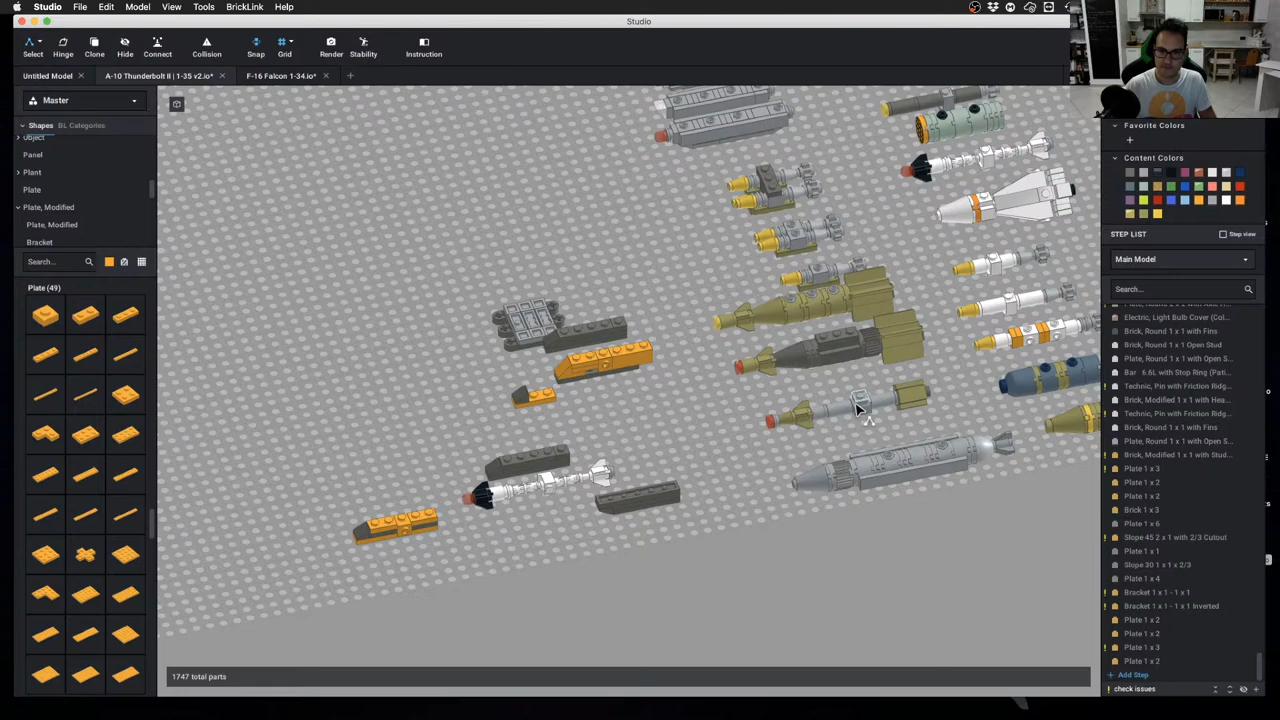 Studio File Edit Model View Tools BrickLink Help
Studio
Select Hinge Clone Hide Connect Collision Snap Grid Render Stability Instruction
Untitled Model A-10 Thunderbolt II | 1-35 v2.io* F-16 Falcon 1-34.io*
Master
Shapes BL Categories
Object
Panel
Plant
Plate
Plate, Modified
Plate, Modified
Bracket
Search...
Plate (49)
1747 total parts
Favorite Colors
Content Colors
STEP LIST Step view
Main Model
Search...
Plate, Round 2 x 2 with Axle H...
Electric, Light Bulb Cover (Col...
Brick, Round 1 x 1 with Fins
Brick, Round 1 x 1 Open Stud
Plate, Round 1 x 1 with Open S...
Bar 6.6L with Stop Ring (Pati...
Technic, Pin with Friction Ridg...
Brick, Modified 1 x 1 with Hea...
Technic, Pin with Friction Ridg...
Brick, Round 1 x 1 with Fins
Plate, Round 1 x 1 with Open S...
Brick, Modified 1 x 1 with Stud...
Plate 1 x 3
Plate 1 x 2
Plate 1 x 2
Brick 1 x 3
Plate 1 x 6
Slope 45 2 x 1 with 2/3 Cutout
Plate 1 x 1
Slope 30 1 x 1 x 2/3
Plate 1 x 4
Bracket 1 x 1 - 1 x 1
Bracket 1 x 1 - 1 x 1 Inverted
Plate 1 x 2
Plate 1 x 2
Plate 1 x 3
Plate 1 x 2
Add Step
check issues